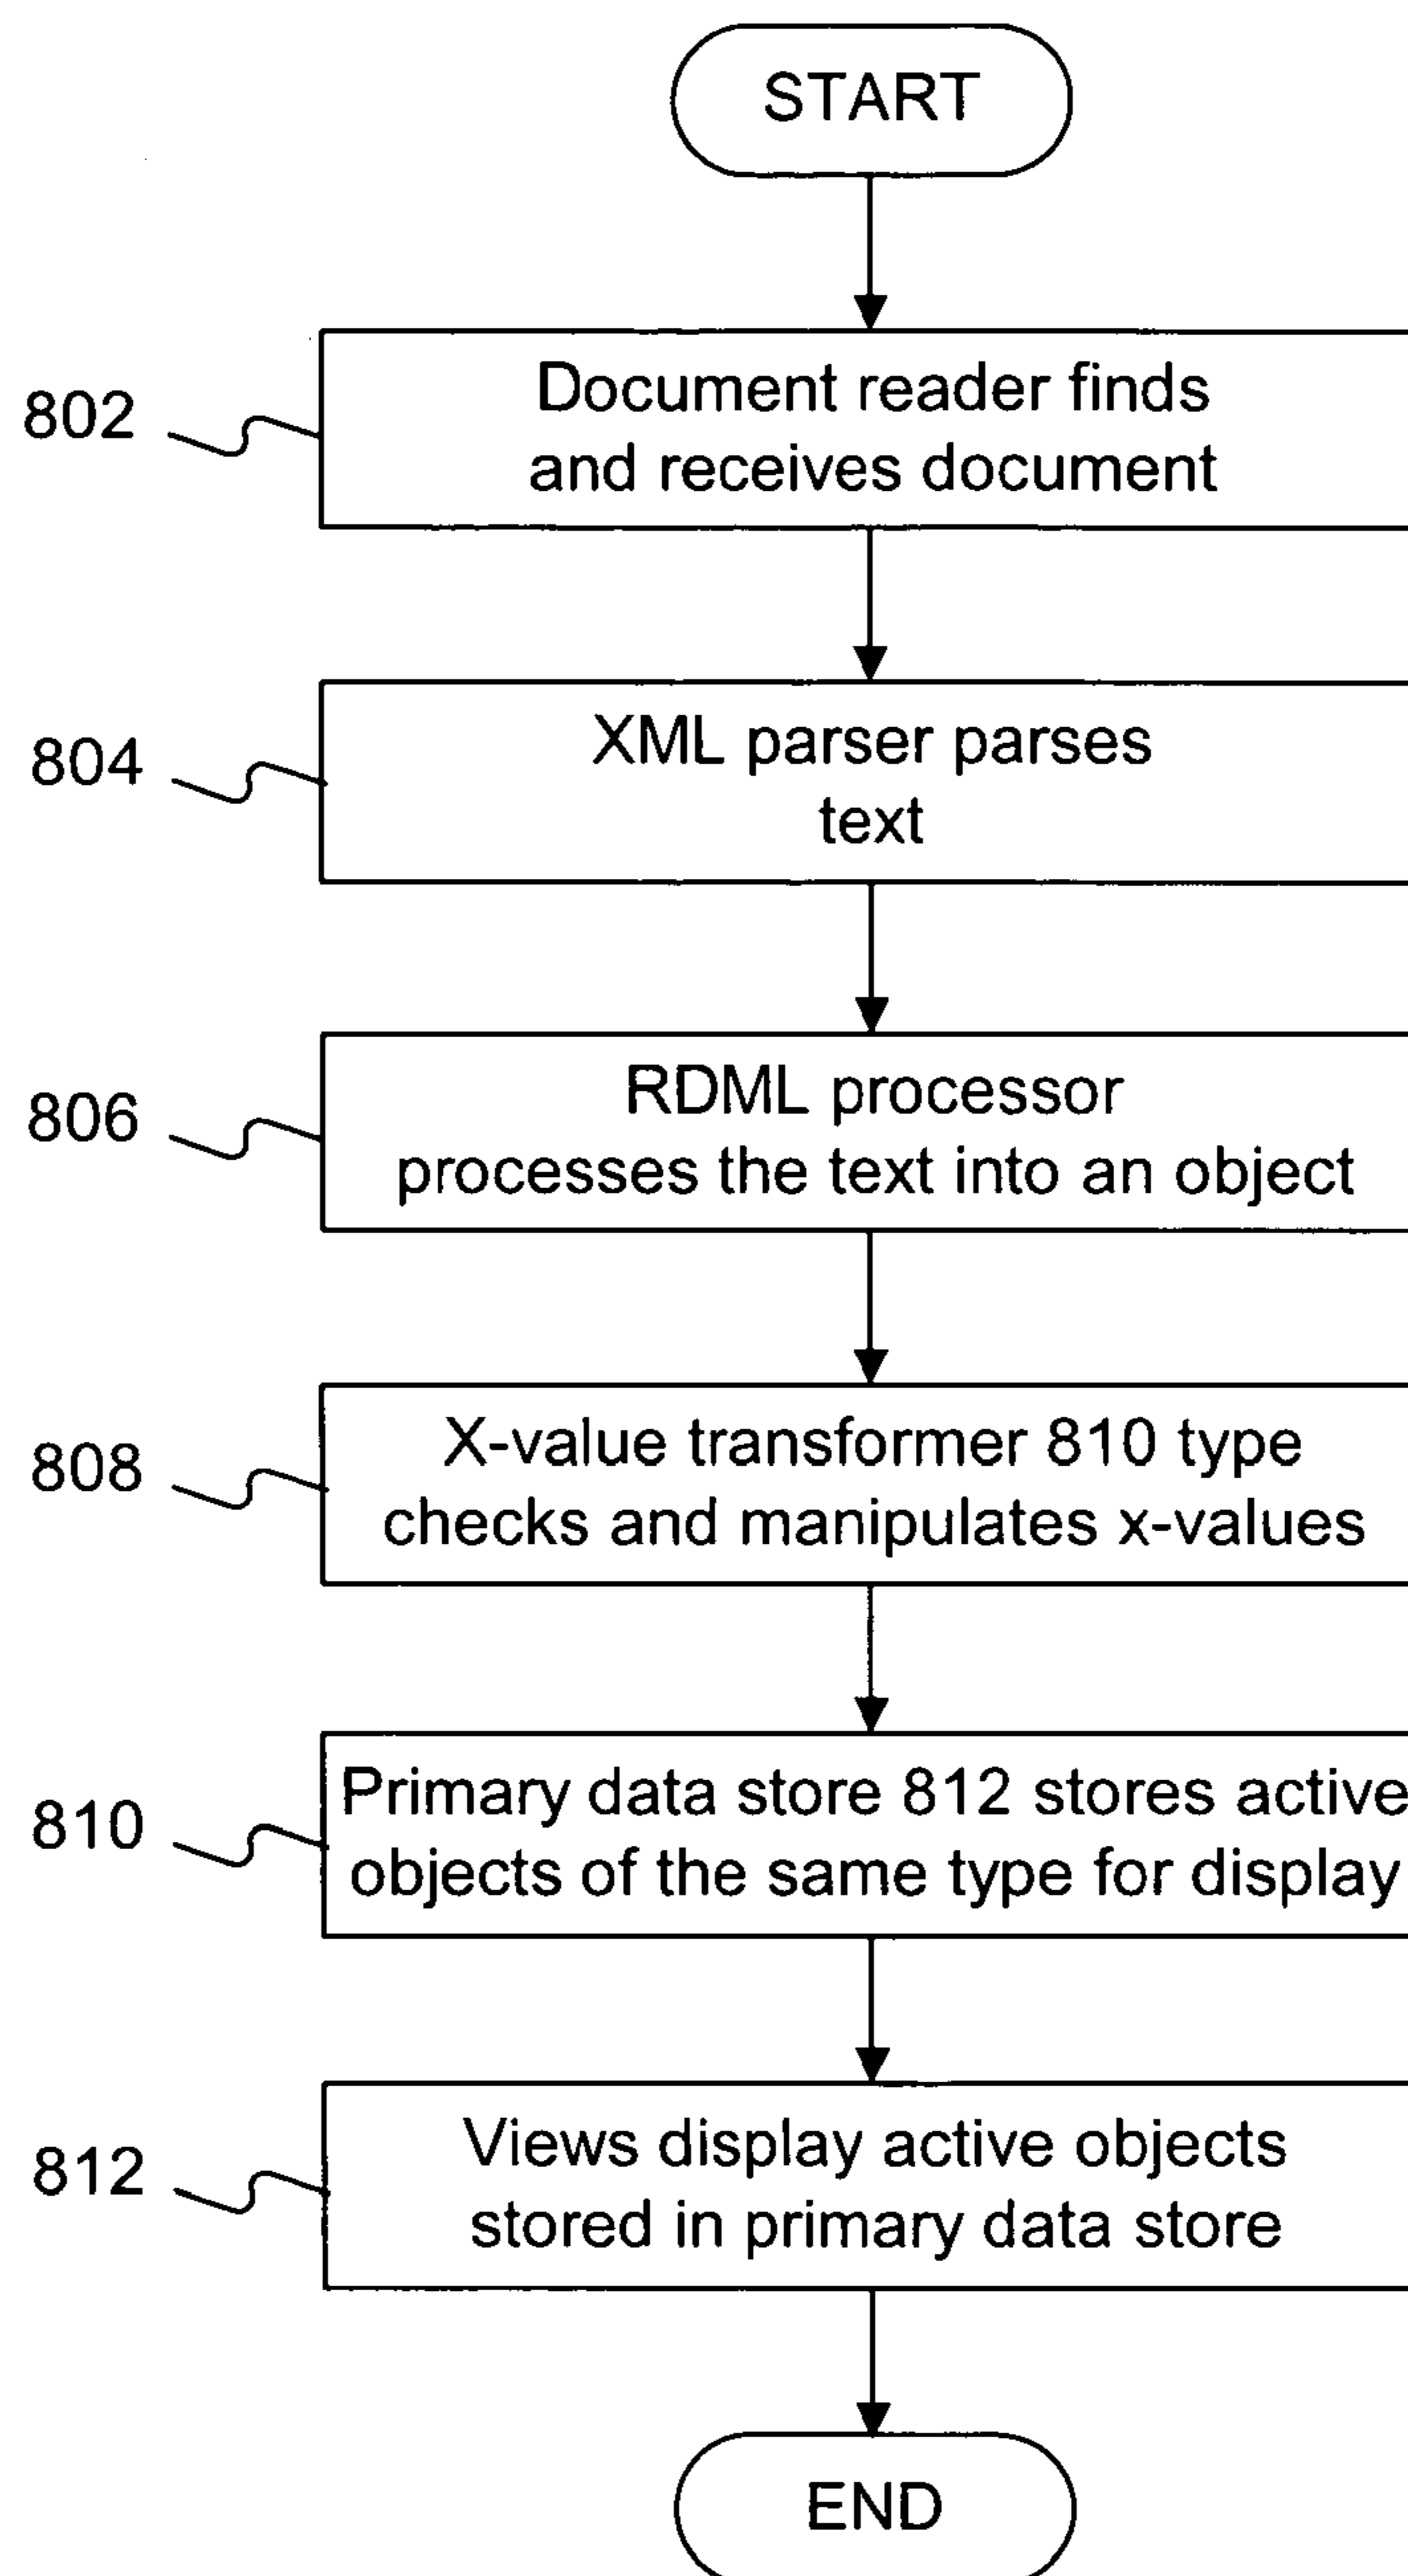 START
802
Document reader finds
and receives document
804
XML parser parses
text
806
RDML processor
processes the text into an object
808
X-value transformer 810 type
checks and manipulates x-values
810
Primary data store 812 stores active
objects of the same type for display
812
Views display active objects
stored in primary data store
END